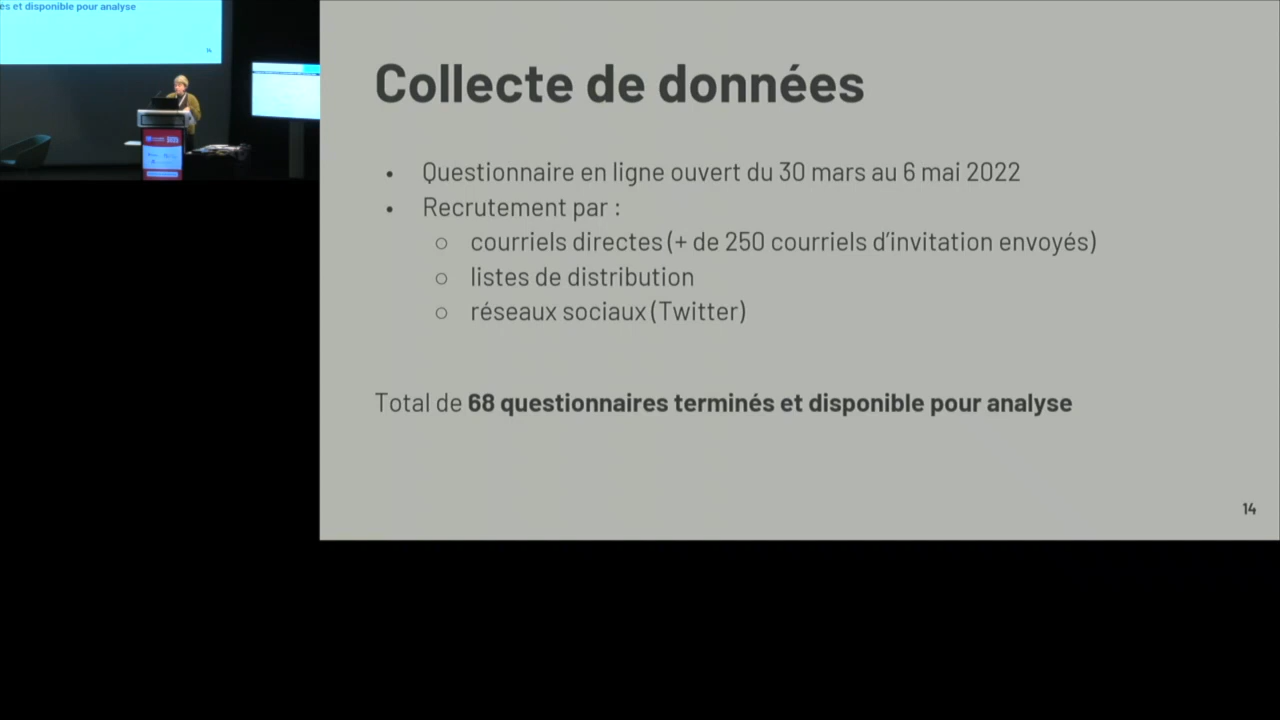 es et disponible pour analyse
14
Collecte de données
• Questionnaire en ligne ouvert du 30 mars au 6 mai 2022
• Recrutement par :
○ courriels directes (+ de 250 courriels d’invitation envoyés)
○ listes de distribution
○ réseaux sociaux (Twitter)
Total de 68 questionnaires terminés et disponible pour analyse
14